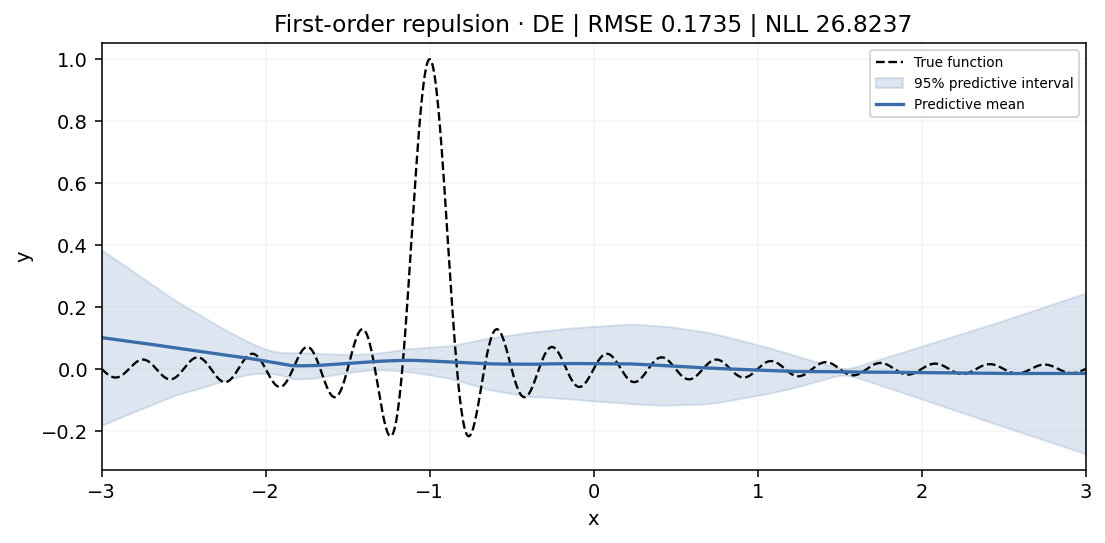 First-order repulsion · DE | RMSE 0.1735 | NLL 26.8237
True function
95% predictive interval
Predictive mean
y
1.0
0.8
0.6
0.4
0.2
0.0
−0.2
−3
−2
−1
0
1
2
3
x